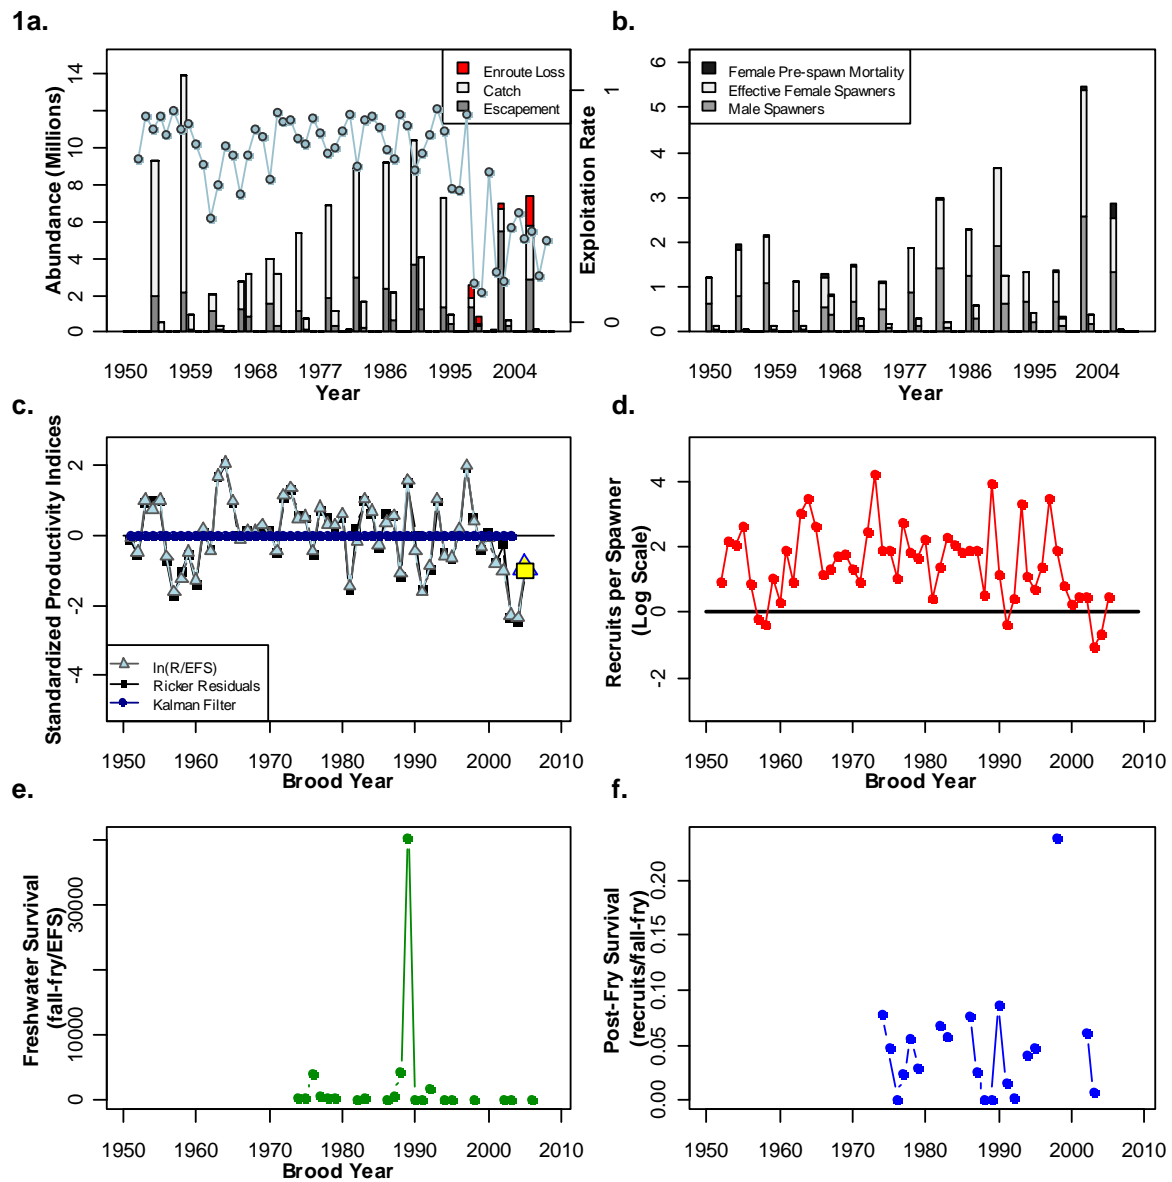 1a.
Abundance (Millions)
14
12
10
8
6
4
2
0
Enroute Loss
Catch
Escapement
1
0
Exploitation Rate
1950 1959 1968 1977 1986 1995 2004
Year
b.
6
5
4
3
2
1
0
Female Pre-spawn Mortality
Effective Female Spawners
Male Spawners
1950 1959 1968 1977 1986 1995 2004
Year
c.
Standardized Productivity Indices
2
0
-2
-4
ln(R/EFS)
Ricker Residuals
Kalman Filter
1950 1960 1970 1980 1990 2000 2010
Brood Year
d.
Recruits per Spawner
(Log Scale)
4
2
0
-2
1950 1960 1970 1980 1990 2000 2010
Brood Year
e.
Freshwater Survival
(fall-fry/EFS)
30000
10000
0
1950 1960 1970 1980 1990 2000 2010
Brood Year
f.
Post-Fry Survival
(recruits/fall-fry)
0.20
0.15
0.10
0.05
0.00
1950 1960 1970 1980 1990 2000 2010